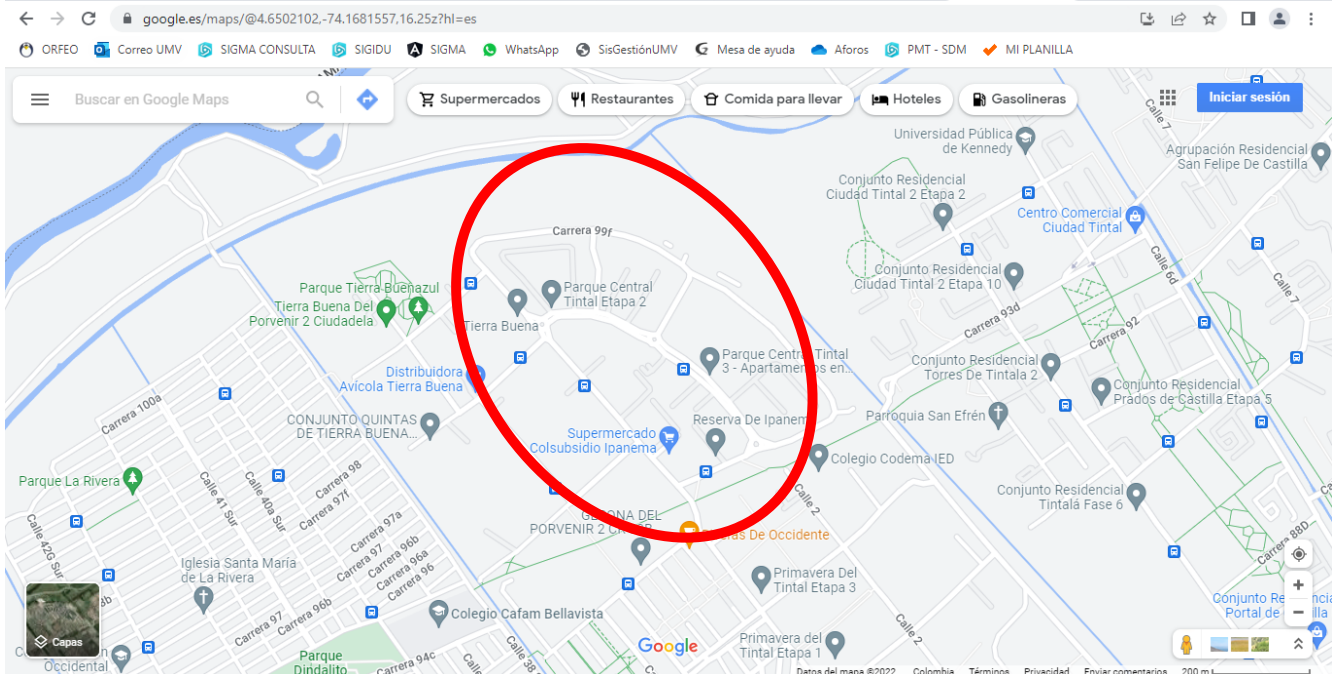 google.es/maps/@4.6502102,-74.1681557,16.25z?hl=es
ORFEO
Correo UMV
SIGMA CONSULTA
SIGIDU
SIGMA
WhatsApp
SisGestiónUMV
Mesa de ayuda
Aforos
PMT - SDM
MI PLANILLA
Buscar en Google Maps
Supermercados
Restaurantes
Comida para llevar
Hoteles
Gasolineras
Iniciar sesión
Calle 7
Universidad Pública
de Kennedy
Agrupación Residencial
San Felipe De Castilla
Conjunto Residencial
Ciudad Tintal 2 Etapa 2
Centro Comercial
Ciudad Tintal
Carrera 99f
Calle 6d
Calle 7
Conjunto Residencial
Ciudad Tintal 2 Etapa 10
Parque Tierra Buenazul
Parque Central
Tintal Etapa 2
Tierra Buena Del
Porvenir 2 Ciudadela
Tierra Buena
Carrera 93d
Carrera 92
Parque Central Tintal
3 - Apartamentos en...
Conjunto Residencial
Torres De Tintala 2
Distribuidora
Avícola Tierra Buena
Conjunto Residencial
Prados de Castilla Etapa 5
Carrera 100a
CONJUNTO QUINTAS
DE TIERRA BUENA...
Reserva De Ipanem
Parroquia San Efrén
Supermercado
Colsubsidio Ipanema
Colegio Codema IED
Parque La Rivera
Carrera 98
Calle 41 Sur
Calle 40a Sur
Carrera 97f
Calle 2
Conjunto Residencial
Tintalá Fase 6
Calle 42G Sur
Carrera 97a
PORVENIR 2
De Occidente
Carrera 88D
Carrera 97
Carrera 96b
Carrera 96a
Carrera 96
Iglesia Santa María
de La Rivera
Primavera Del
Tintal Etapa 3
Carrera 96b
Carrera 97
Colegio Cafam Bellavista
Conjunto Re
Portal de
Capas
Calle 2
Google
Primavera del
Tintal Etapa 1
Occidental
Parque
Dindalito
Carrera 94C
Calle 38
Datos del mapa ©2022
Colombia
Términos
Privacidad
Enviar comentarios
200 m